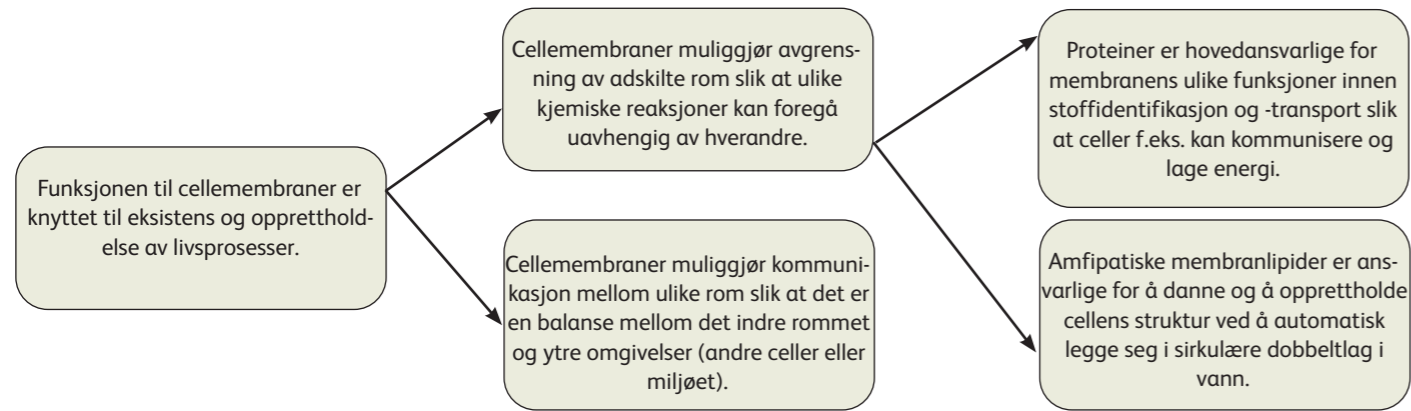 Funksjonen til cellemembraner er
knyttet til eksistens og oppretthold-
else av livsprosesser.
Cellemembraner muliggjør avgrens-
ning av adskilte rom slik at ulike
kjemiske reaksjoner kan foregå
uavhengig av hverandre.
Cellemembraner muliggjør kommuni-
kasjon mellom ulike rom slik at det er
en balanse mellom det indre rommet
og ytre omgivelser (andre celler eller
miljøet).
Proteiner er hovedansvarlige for
membranens ulike funksjoner innen
stoffidentifikasjon og -transport slik
at celler f.eks. kan kommunisere og
lage energi.
Amfipatiske membranlipider er ans-
varlige for å danne og å opprettholde
cellens struktur ved å automatisk
legge seg i sirkulære dobbeltlag i
vann.